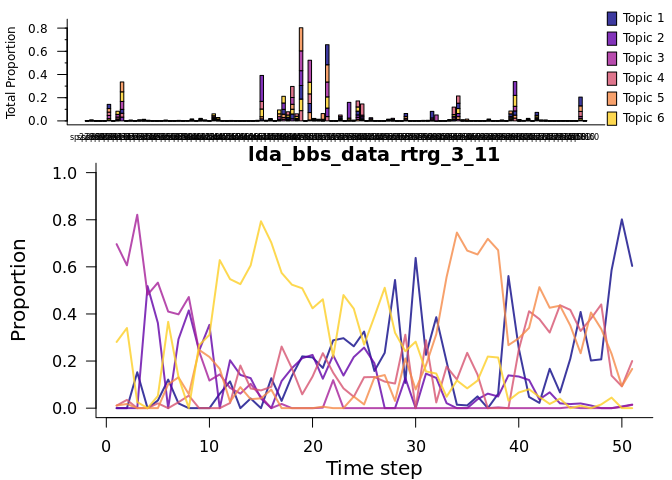 Total Proportion
0.8
0.6
0.4
0.2
0.0
Topic 1
Topic 2
Topic 3
Topic 4
Topic 5
Topic 6
lda_bbs_data_rtrg_3_11
Proportion
1.0
0.8
0.6
0.4
0.2
0.0
0 10 20 30 40 50
Time step